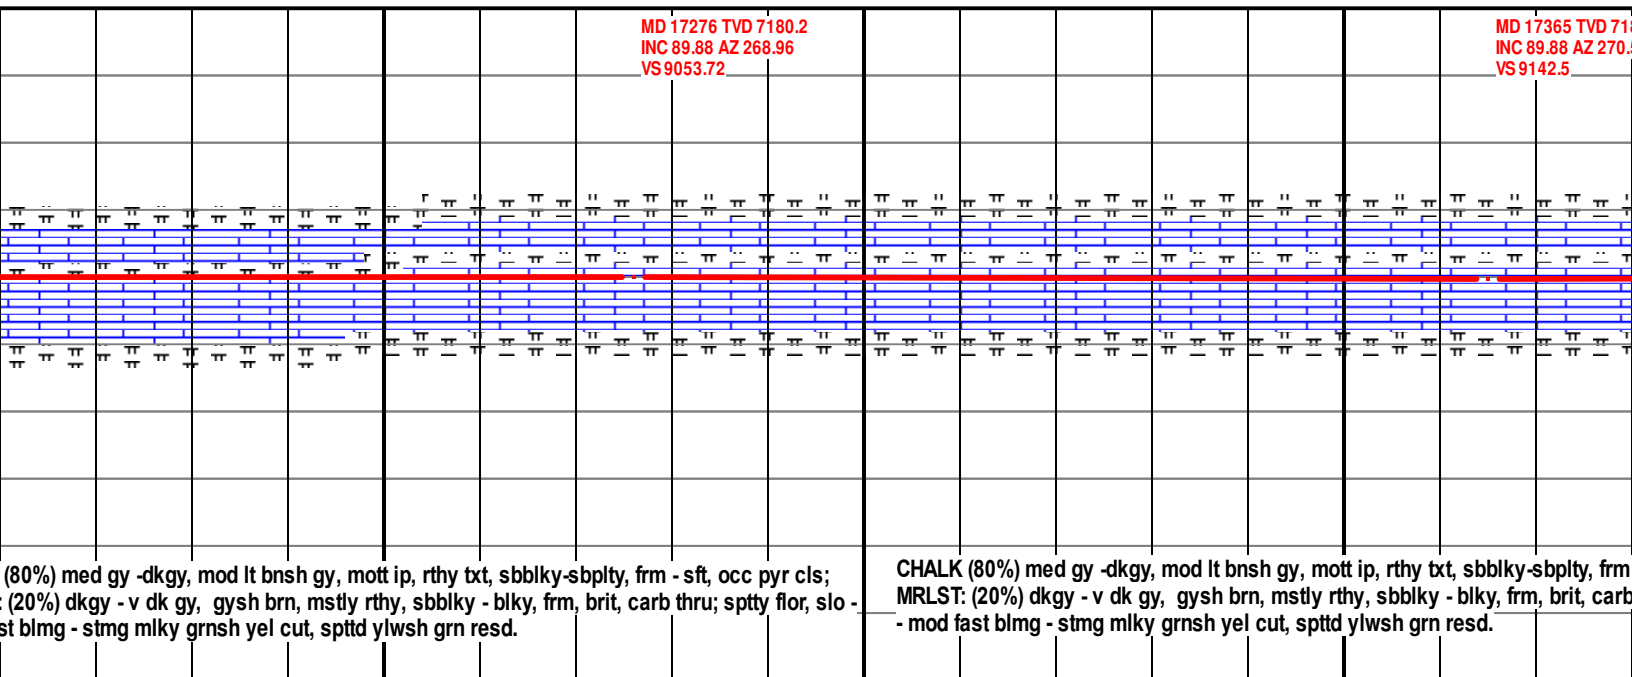 MD 17276 TVD 7180.2
INC 89.88 AZ 268.96
VS 9053.72
MD 17365 TVD 718
INC 89.88 AZ 270.
VS 9142.5
(80%) med gy -dkgy, mod lt bnsh gy, mott ip, rthy txt, sbblky-sbplty, frm - sft, occ pyr cls;
: (20%) dkgy - v dk gy, gysh brn, mstly rthy, sbblky - blky, frm, brit, carb thru; sptty flor, slo -
st blmg - stmg mlky grnsh yel cut, spttd ylwsh grn resd.
CHALK (80%) med gy -dkgy, mod lt bnsh gy, mott ip, rthy txt, sbblky-sbplty, frm
MRLST: (20%) dkgy - v dk gy, gysh brn, mstly rthy, sbblky - blky, frm, brit, carb
- mod fast blmg - stmg mlky grnsh yel cut, spttd ylwsh grn resd.